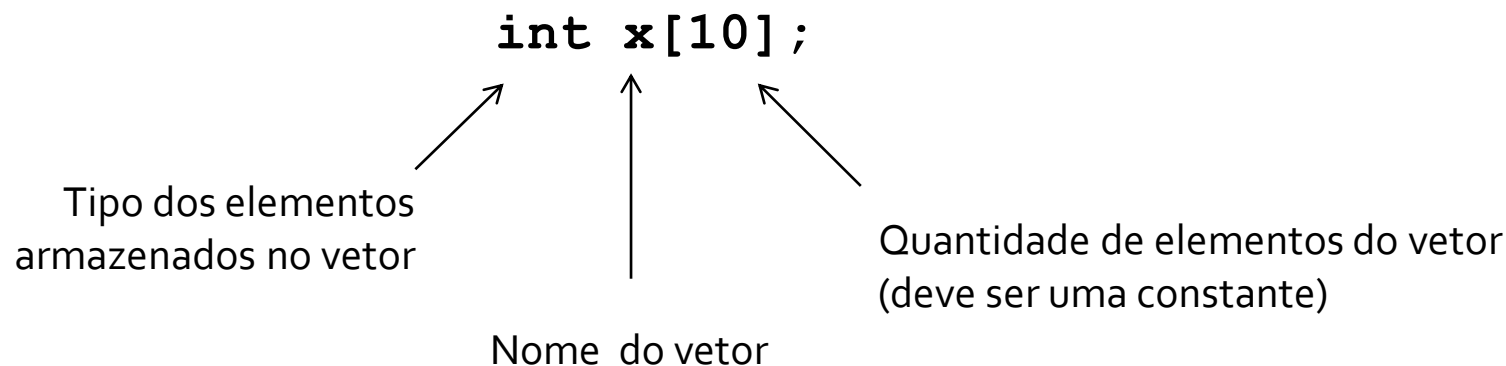 int x[10];
Tipo dos elementos
armazenados no vetor
Nome do vetor
Quantidade de elementos do vetor
(deve ser uma constante)